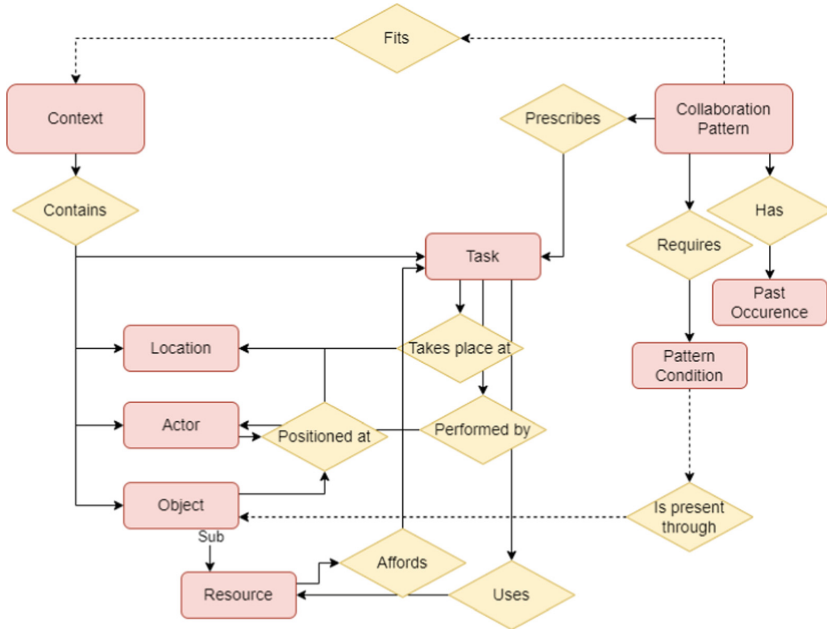 Fits
Context
Prescribes
Collaboration
Pattern
Contains
Has
Requires
Task
Past
Occurence
Location
Takes place at
Pattern
Condition
Actor
Positioned at
Performed by
Object
Is present
through
Sub
Affords
Resource
Uses